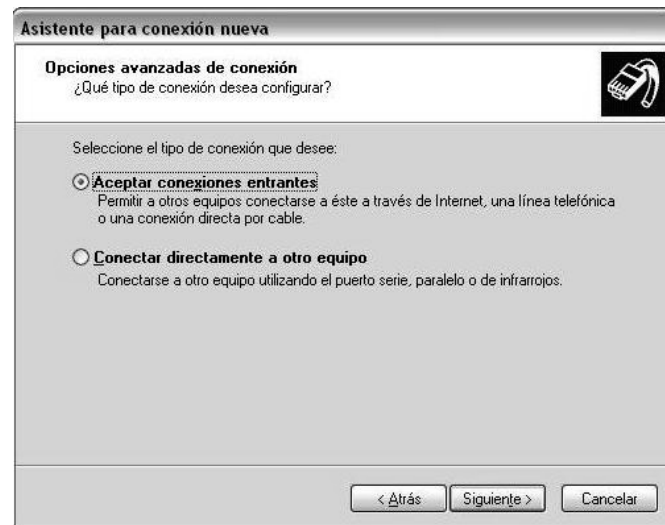 Asistente para conexión nueva
Opciones avanzadas de conexión
¿Qué tipo de conexión desea configurar?
Seleccione el tipo de conexión que desee:
Aceptar conexiones entrantes
Permitir a otros equipos conectarse a éste a través de Internet, una línea telefónica
o una conexión directa por cable.
Conectar directamente a otro equipo
Conectarse a otro equipo utilizando el puerto serie, paralelo o de infrarrojos.
< Atrás Siguiente > Cancelar